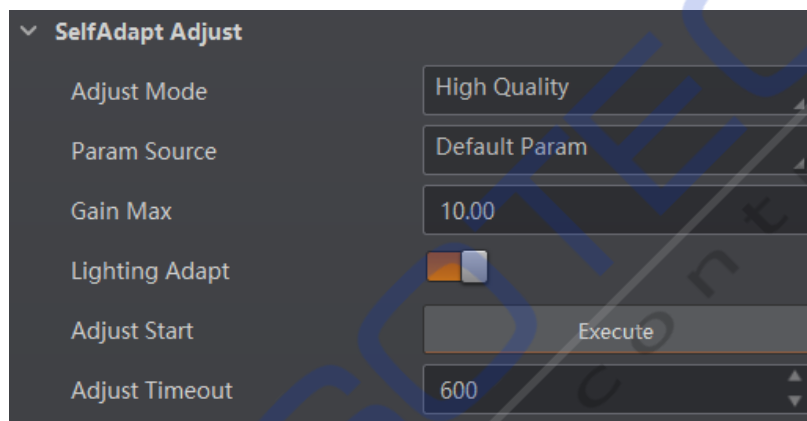 SelfAdapt Adjust
Adjust Mode High Quality
Param Source Default Param
Gain Max 10.00
Lighting Adapt
Adjust Start Execute
Adjust Timeout 600